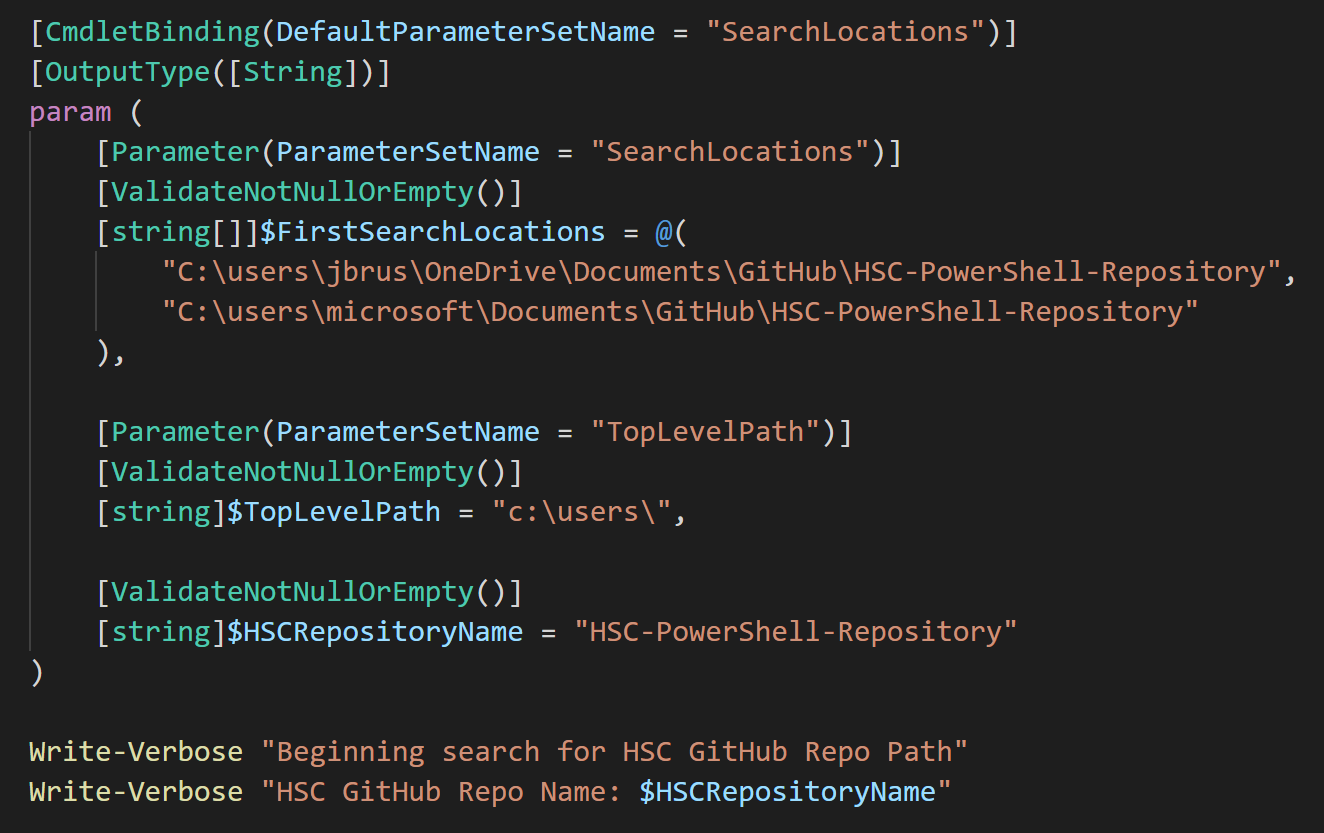 [CmdletBinding(DefaultParameterSetName = "SearchLocations")]
[OutputType([String])]
param (
    [Parameter(ParameterSetName = "SearchLocations")]
    [ValidateNotNullOrEmpty()]
    [string[]]$FirstSearchLocations = @(
        "C:\users\jbrus\OneDrive\Documents\GitHub\HSC-PowerShell-Repository",
        "C:\users\microsoft\Documents\GitHub\HSC-PowerShell-Repository"
    ),

    [Parameter(ParameterSetName = "TopLevelPath")]
    [ValidateNotNullOrEmpty()]
    [string]$TopLevelPath = "c:\users\",

    [ValidateNotNullOrEmpty()]
    [string]$HSCRepositoryName = "HSC-PowerShell-Repository"
)

Write-Verbose "Beginning search for HSC GitHub Repo Path"
Write-Verbose "HSC GitHub Repo Name: $HSCRepositoryName"